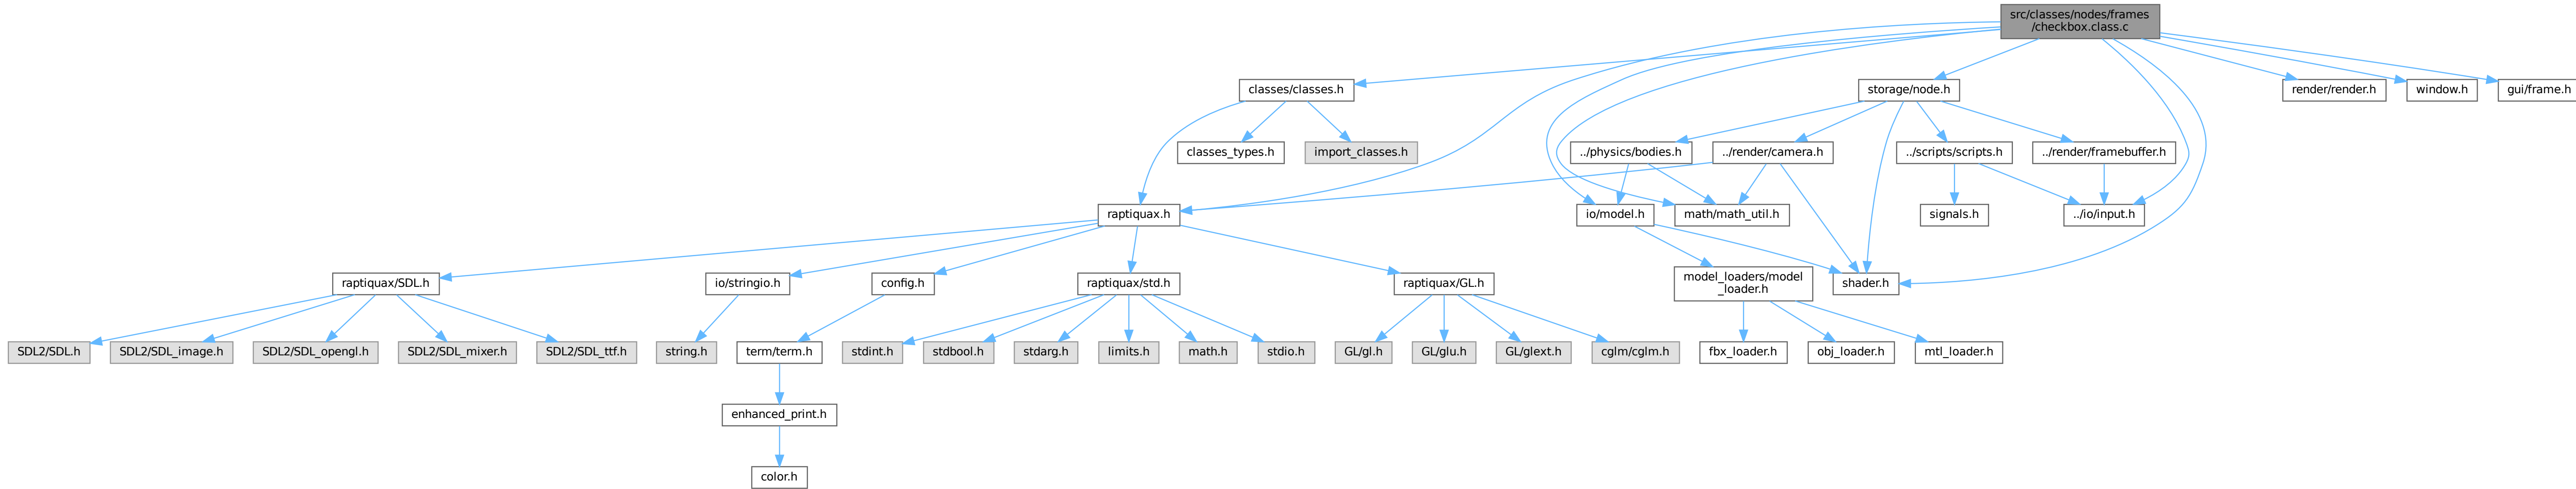 src/classes/nodes/frames
/checkbox.class.c
classes/classes.h
storage/node.h
render/render.h
window.h
gui/frame.h
classes_types.h
import_classes.h
../physics/bodies.h
../render/camera.h
../scripts/scripts.h
../render/framebuffer.h
raptiquax.h
io/model.h
math/math_util.h
signals.h
../io/input.h
raptiquax/SDL.h
io/stringio.h
config.h
raptiquax/std.h
raptiquax/GL.h
model_loaders/model
_loader.h
shader.h
SDL2/SDL.h
SDL2/SDL_image.h
SDL2/SDL_opengl.h
SDL2/SDL_mixer.h
SDL2/SDL_ttf.h
string.h
term/term.h
stdint.h
stdbool.h
stdarg.h
limits.h
math.h
stdio.h
GL/gl.h
GL/glu.h
GL/glext.h
cglm/cglm.h
fbx_loader.h
obj_loader.h
mtl_loader.h
enhanced_print.h
color.h